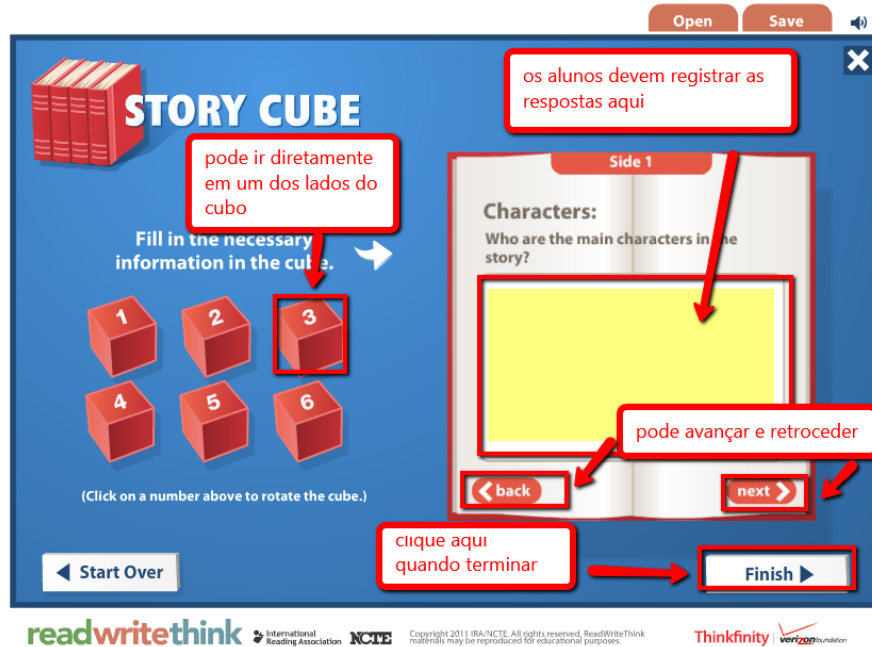 Open
Save
STORY CUBE
os alunos devem registrar as
respostas aqui
pode ir diretamente
em um dos lados do
cubo
Fill in the necessary
information in the cube.
1
2
3
4
5
6
(Click on a number above to rotate the cube.)
Side 1
Characters:
Who are the main characters in the
story?
pode avançar e retroceder
back
next
clique aqui
quando terminar
Start Over
Finish
readwritethink
International
Reading Association
NCTE
Copyright 2011 IRA/NCTE. All rights reserved, ReadWriteThink
materials may be reproduced for educational purposes.
Thinkfinity
verizonfoundation